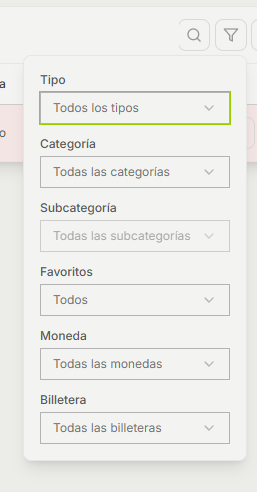 a
Tipo
Todos los tipos
o
Categoría
Todas las categorías
Subcategoría
Todas las subcategorías
Favoritos
Todos
Moneda
Todas las monedas
Billetera
Todas las billeteras